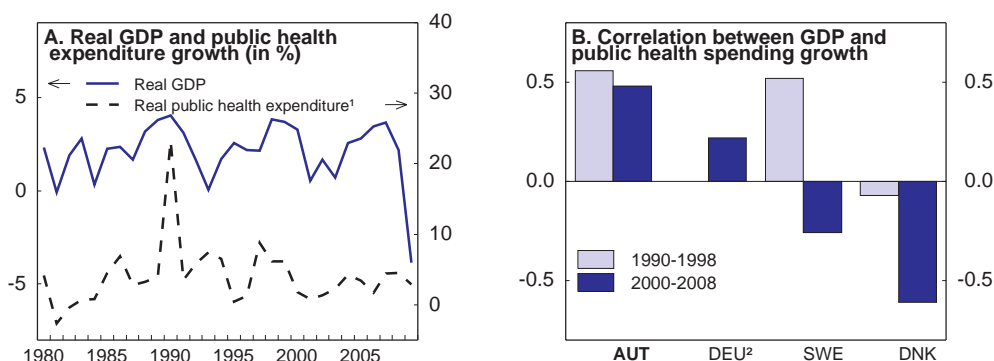 A. Real GDP and public health
expenditure growth (in %)
Real GDP
Real public health expenditure¹
5
0
-5
40
30
20
10
0
1980
1985
1990
1995
2000
2005
B. Correlation between GDP and
public health spending growth
0.5
0.0
-0.5
0.5
0.0
-0.5
1990-1998
2000-2008
AUT
DEU²
SWE
DNK